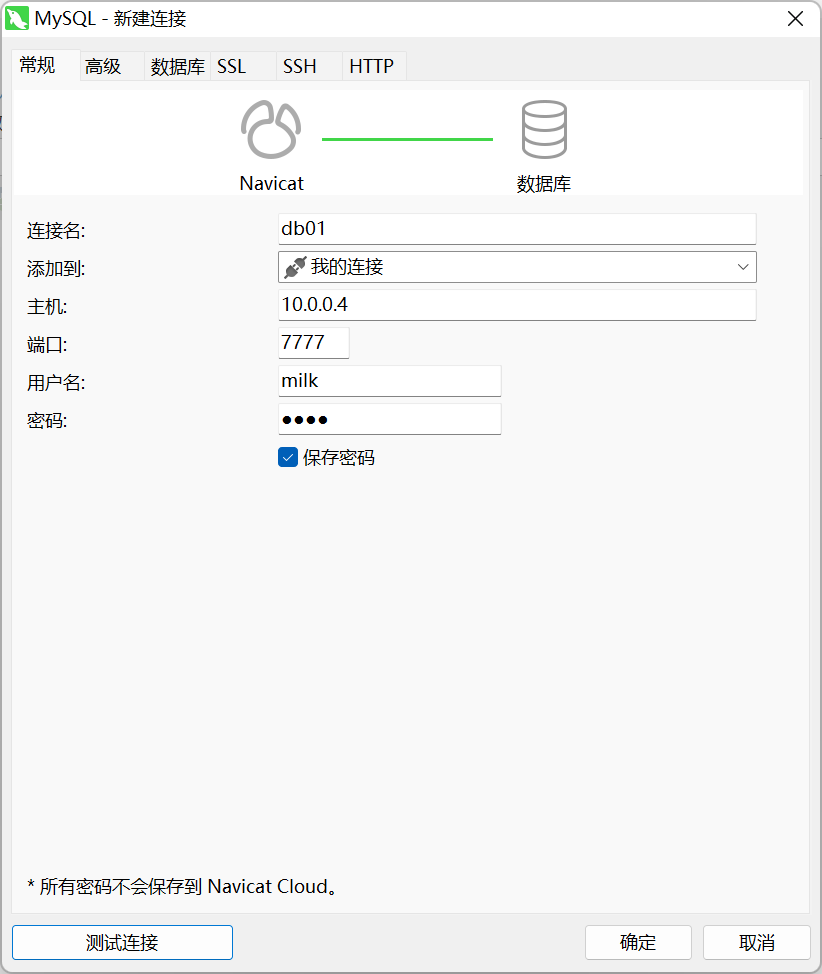 MySQL - 新建连接
常规 高级 数据库 SSL SSH HTTP
Navicat 数据库
连接名: db01
添加到: 我的连接
主机: 10.0.0.4
端口: 7777
用户名: milk
密码: ●●●●
保存密码
* 所有密码不会保存到 Navicat Cloud。
测试连接 确定 取消